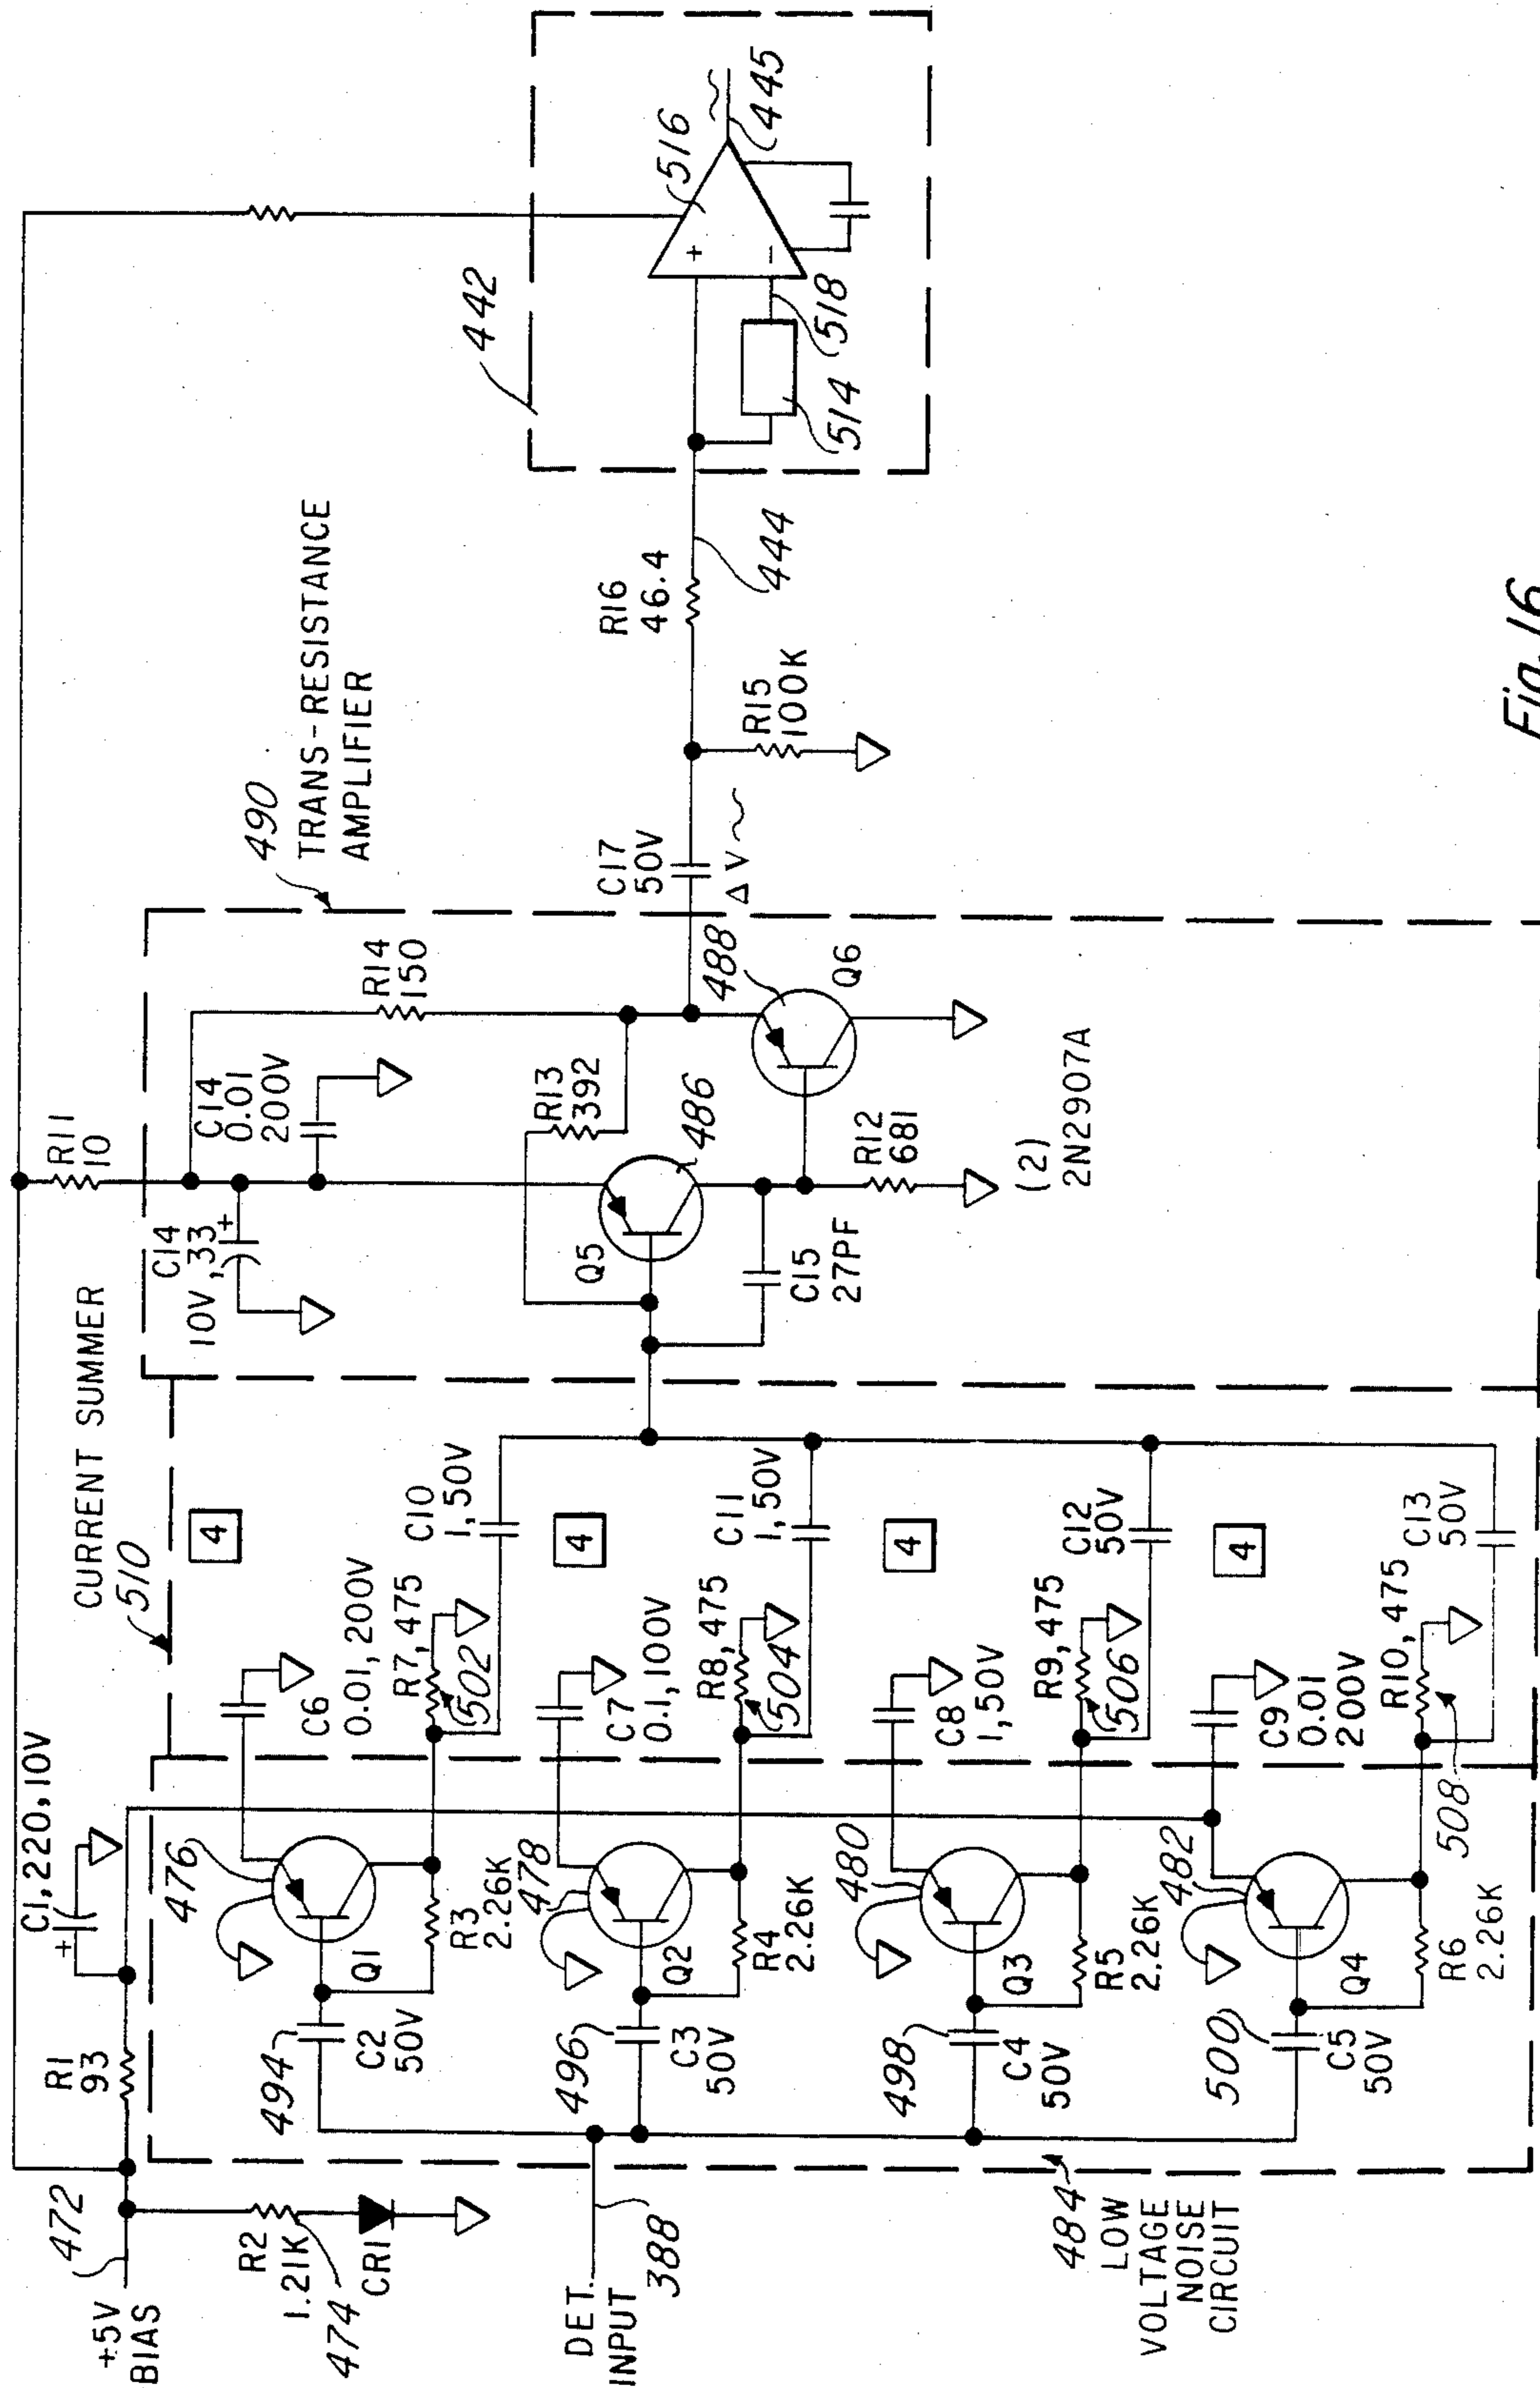 +5V
BIAS
472
R2
1.21K
474
CR1
R1
93
C1, 220, 10V
DET.
INPUT
388
484
LOW
VOLTAGE
NOISE
CIRCUIT
494
C2
50V
476
Q1
R3
2.26K
496
C3
50V
478
Q2
R4
2.26K
498
C4
50V
480
Q3
R5
2.26K
500
C5
50V
482
Q4
R6
2.26K
CURRENT SUMMER
510
C6
0.01, 200V
R7, 475
502
C10
1, 50V
4
C7
0.1, 100V
R8, 475
504
C11
1, 50V
4
C8
1, 50V
R9, 475
506
C12
50V
4
C9
0.01
200V
R10, 475
508
C13
50V
4
R11
10
C14
10V, 33
+
+
C14
0.01
200V
R14
150
R13
392
Q5
486
C15
27PF
R12
681
488
Q6
(2)
2N2907A
490
TRANS-RESISTANCE
AMPLIFIER
C17
50V
Δ V ~
R15
100K
R16
46.4
444
442
514
518
516
+
−
445
Fig. 16